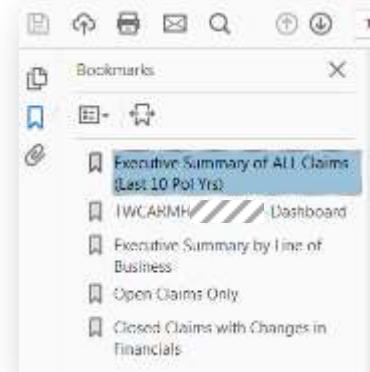 Bookmarks
Executive Summary of ALL Claims
(Last 10 Pol Yrs)
Dashboard
Executive Summary by Line of
Business
Open Claims Only
Closed Claims with Changes in
Financials